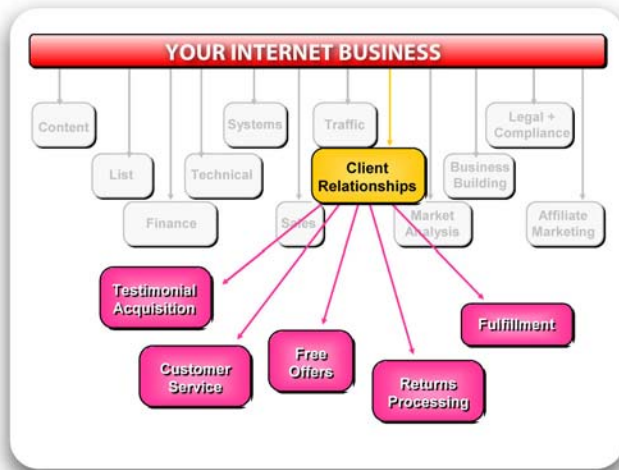 YOUR INTERNET BUSINESS
Content
List
Finance
Technical
Systems
Sales
Traffic
Client
Relationships
Market
Analysis
Business
Building
Legal +
Compliance
Affiliate
Marketing
Testimonial
Acquisition
Customer
Service
Free
Offers
Returns
Processing
Fulfillment